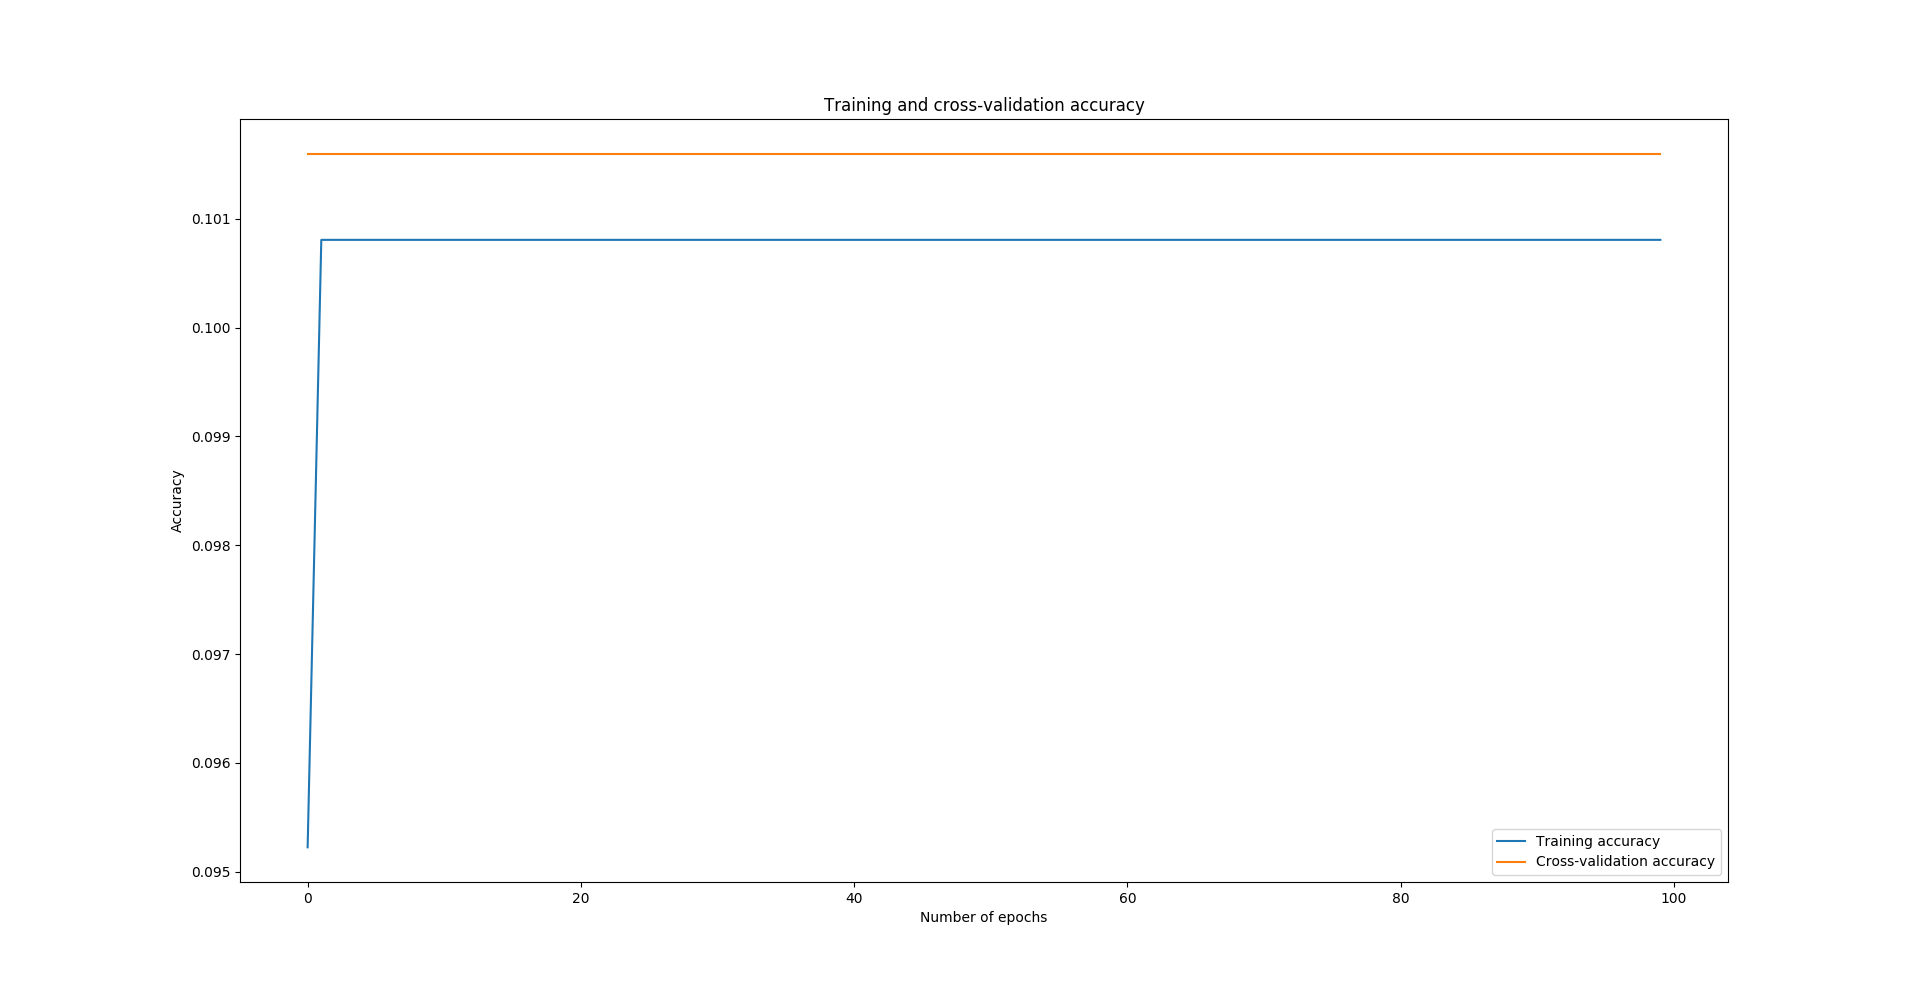 Training and cross-validation accuracy
0.101
0.100
0.099
0.098
0.097
0.096
0.095
Accuracy
0 20 40 60 80 100
Number of epochs
Training accuracy
Cross-validation accuracy